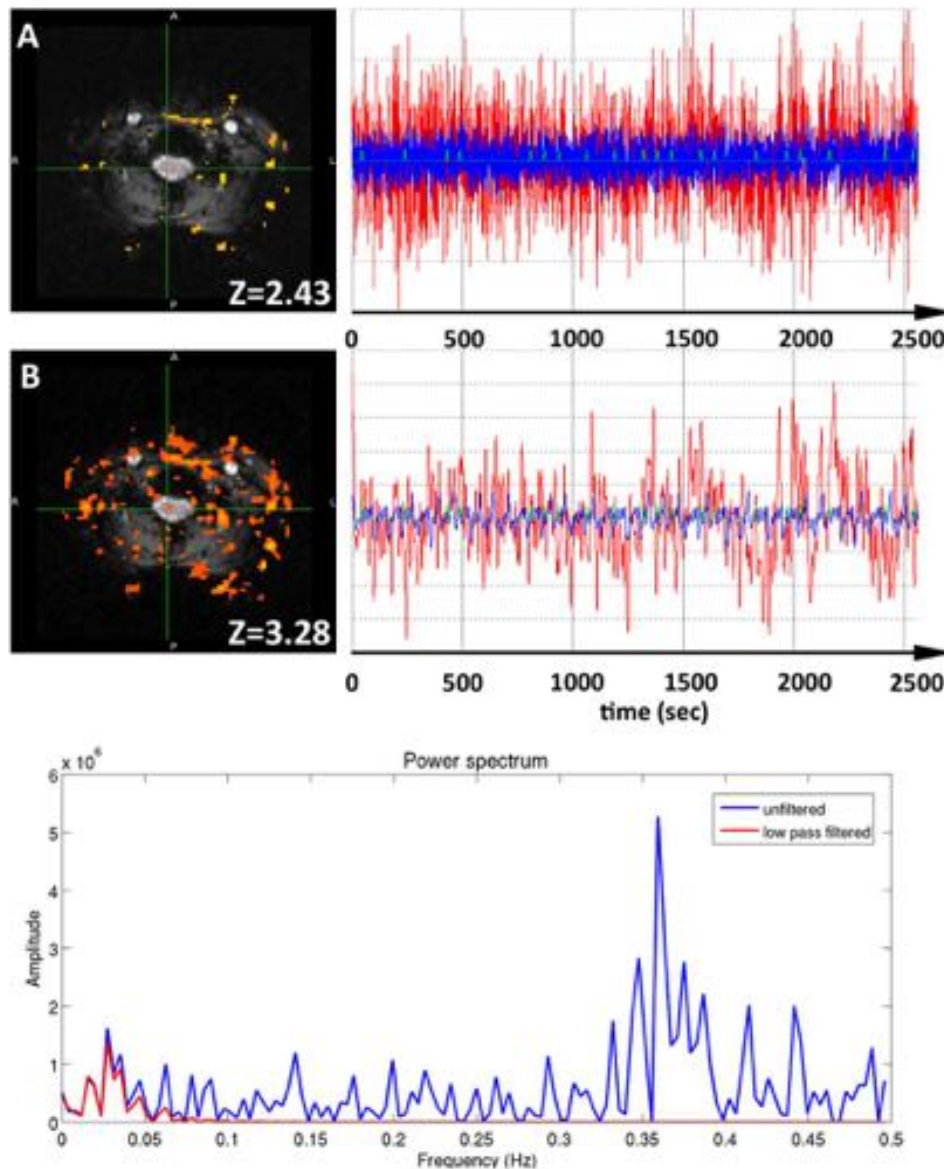 A
A
R
L
Z=2.43
P
0 500 1000 1500 2000 2500
B
A
R
L
Z=3.28
P
0 500 1000 1500 2000 2500
time (sec)
Power spectrum
x 10^6
6
5
4
3
2
1
0
Amplitude
unfiltered
low pass filtered
0 0.05 0.1 0.15 0.2 0.25 0.3 0.35 0.4 0.45 0.5
Frequency (Hz)